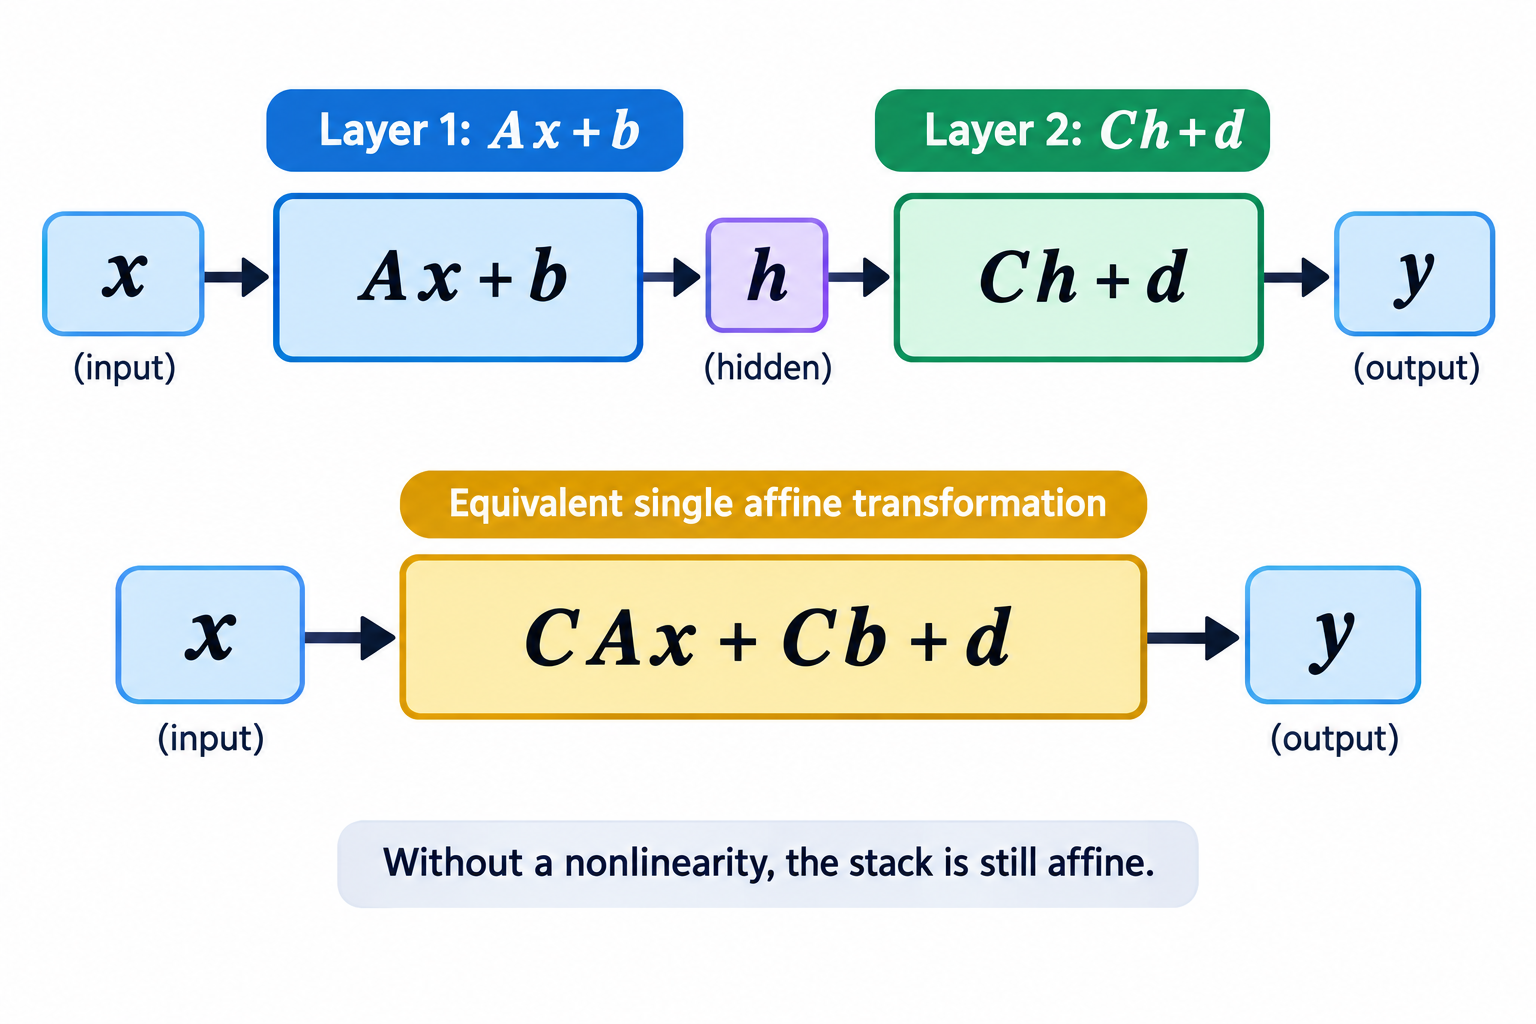 Layer 1: Ax + b
Layer 2: Ch + d
x
Ax + b
h
Ch + d
y
(input)
(hidden)
(output)
Equivalent single affine transformation
x
CAx + Cb + d
y
(input)
(output)
Without a nonlinearity, the stack is still affine.